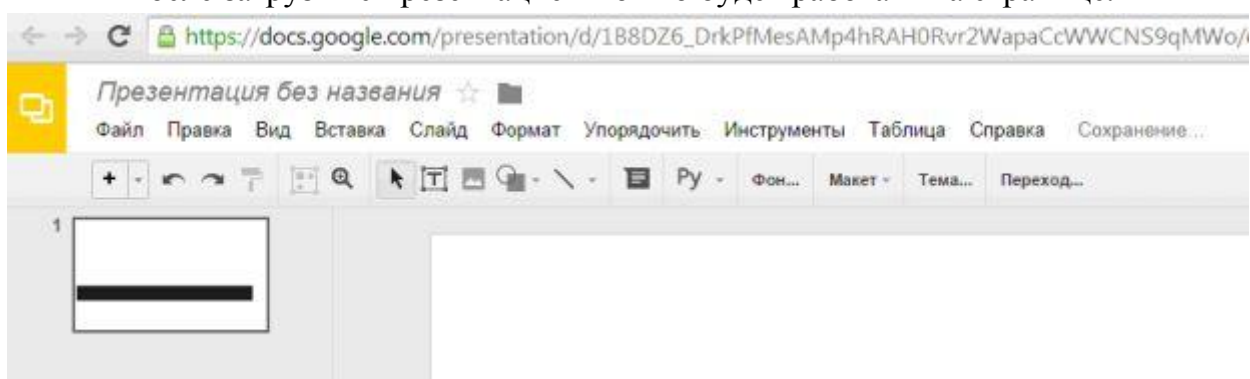 https://docs.google.com/presentation/d/1B8DZ6_DrkPfMesAMp4hRAH0Rvr2WapaCcWWCNS9qMWo/
Презентация без названия
Файл Правка Вид Вставка Слайд Формат Упорядочить Инструменты Таблица Справка Сохранение...
Ру Фон... Макет Тема... Переход...
1